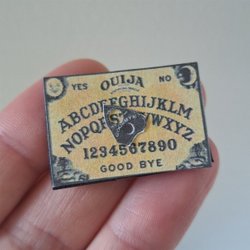 OUIJA
YES NO
ABCDEFGHIJKLM
NOPQRSTUVWXYZ
1234567890
GOOD BYE